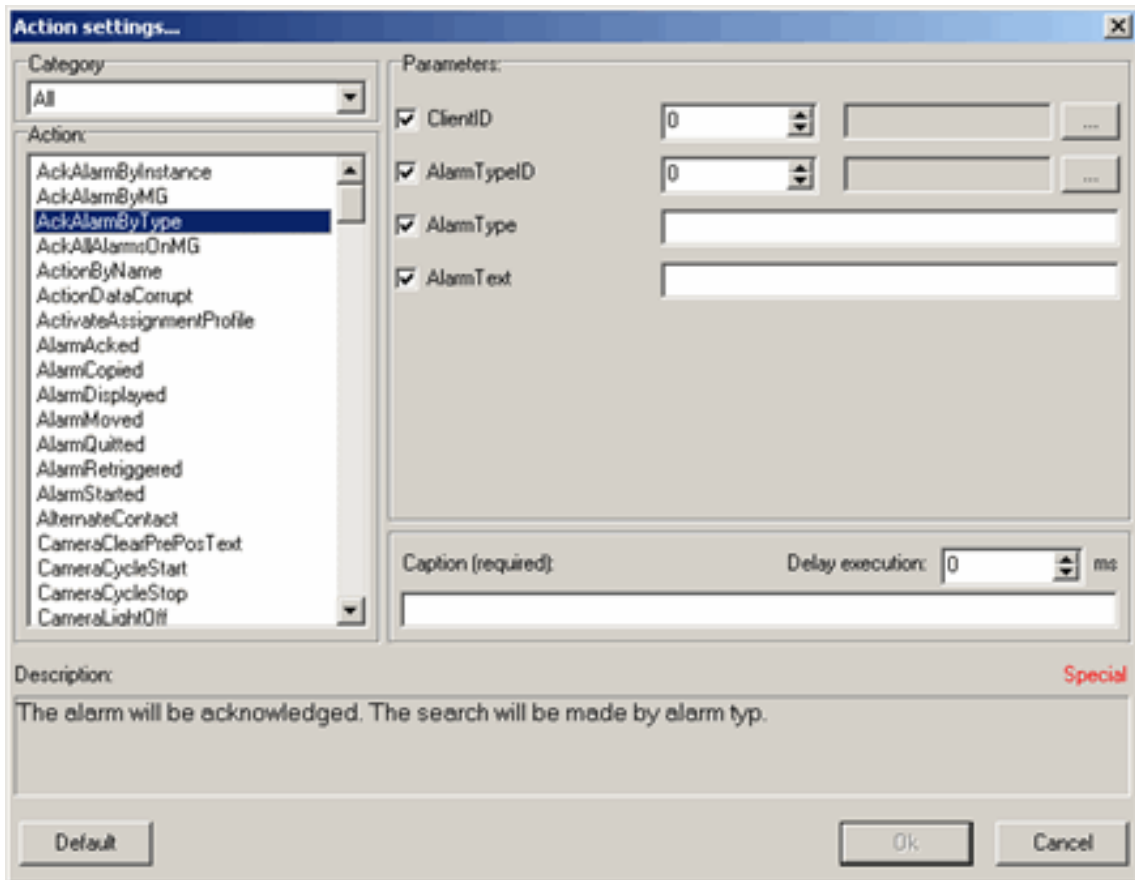 Action settings...
Category
All
Action:
AckAlarmByInstance
AckAlarmByMG
AckAlarmByType
AckAllAlarmsOnMG
ActionByName
ActionDataCorrupt
ActivateAssignmentProfile
AlarmAcked
AlarmCopied
AlarmDisplayed
AlarmMoved
AlarmQuitted
AlarmRetriggered
AlarmStarted
AlternateContact
CameraClearPrePosText
CameraCycleStart
CameraCycleStop
CameraLightOff
Parameters:
ClientID 0 ...
AlarmTypeID 0 ...
AlarmType
AlarmText
Caption (required): Delay execution: 0 ms
Description: Special
The alarm will be acknowledged. The search will be made by alarm typ.
Default Ok Cancel